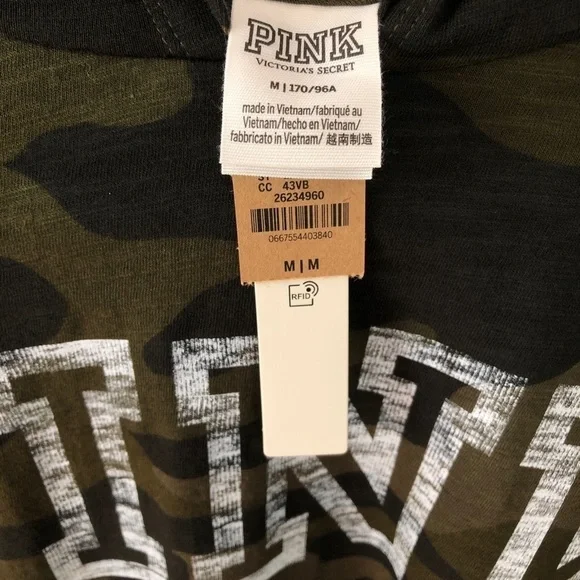 PINK
VICTORIA'S SECRET
M | 170/96A
made in Vietnam/fabriqué au
Vietnam/hecho en Vietnam/
fabbricato in Vietnam/ 越南制造
CC 43VB
26234960
0667554403840
M | M
RFID
INK